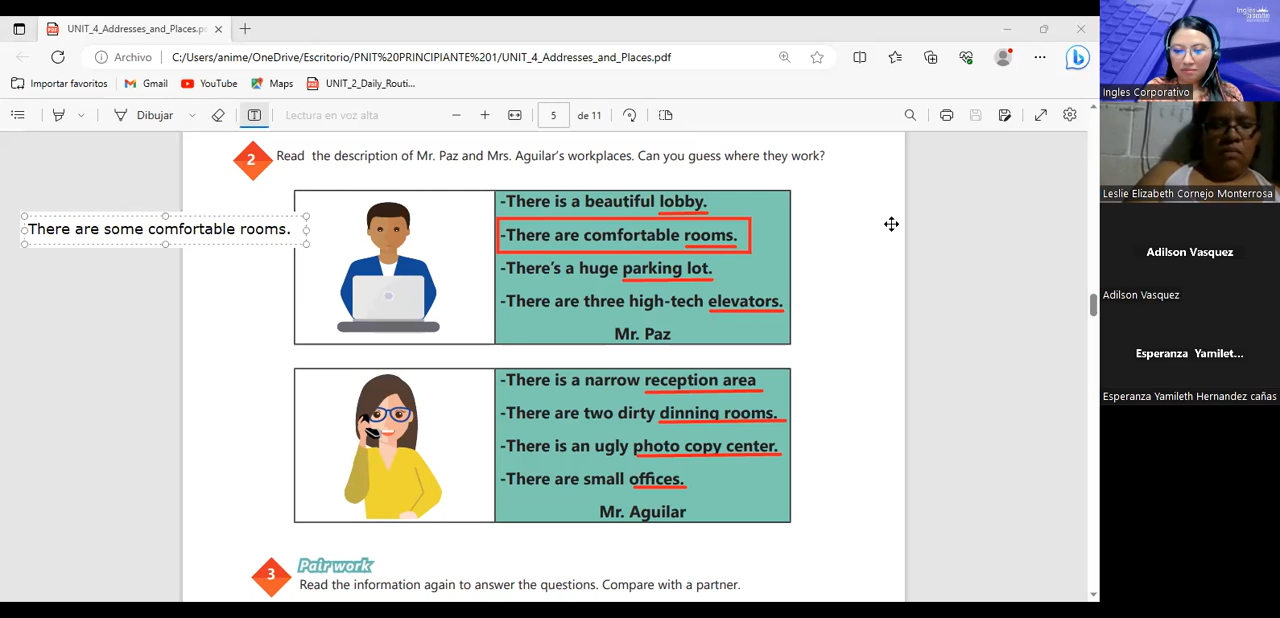 UNIT_4_Addresses_and_Places.p
Archivo
C:/Users/anime/OneDrive/Escritorio/PNIT%20PRINCIPIANTE%201/UNIT_4_Addresses_and_Places.pdf
Importar favoritos
Gmail
YouTube
Maps
UNIT_2_Daily_Routi...
Dibujar
Lectura en voz alta
5
de 11
2
Read the description of Mr. Paz and Mrs. Aguilar's workplaces. Can you guess where they work?
There are some comfortable rooms.
-There is a beautiful lobby.
-There are comfortable rooms.
-There's a huge parking lot.
-There are three high-tech elevators.
Mr. Paz
-There is a narrow reception area
-There are two dirty dinning rooms.
-There is an ugly photo copy center.
-There are small offices.
Mr. Aguilar
3
Pair work
Read the information again to answer the questions. Compare with a partner.
Ingles Corporativo
Leslie Elizabeth Cornejo Monterrosa
Adilson Vasquez
Adilson Vasquez
Esperanza Yamilet...
Esperanza Yamileth Hernandez cañas